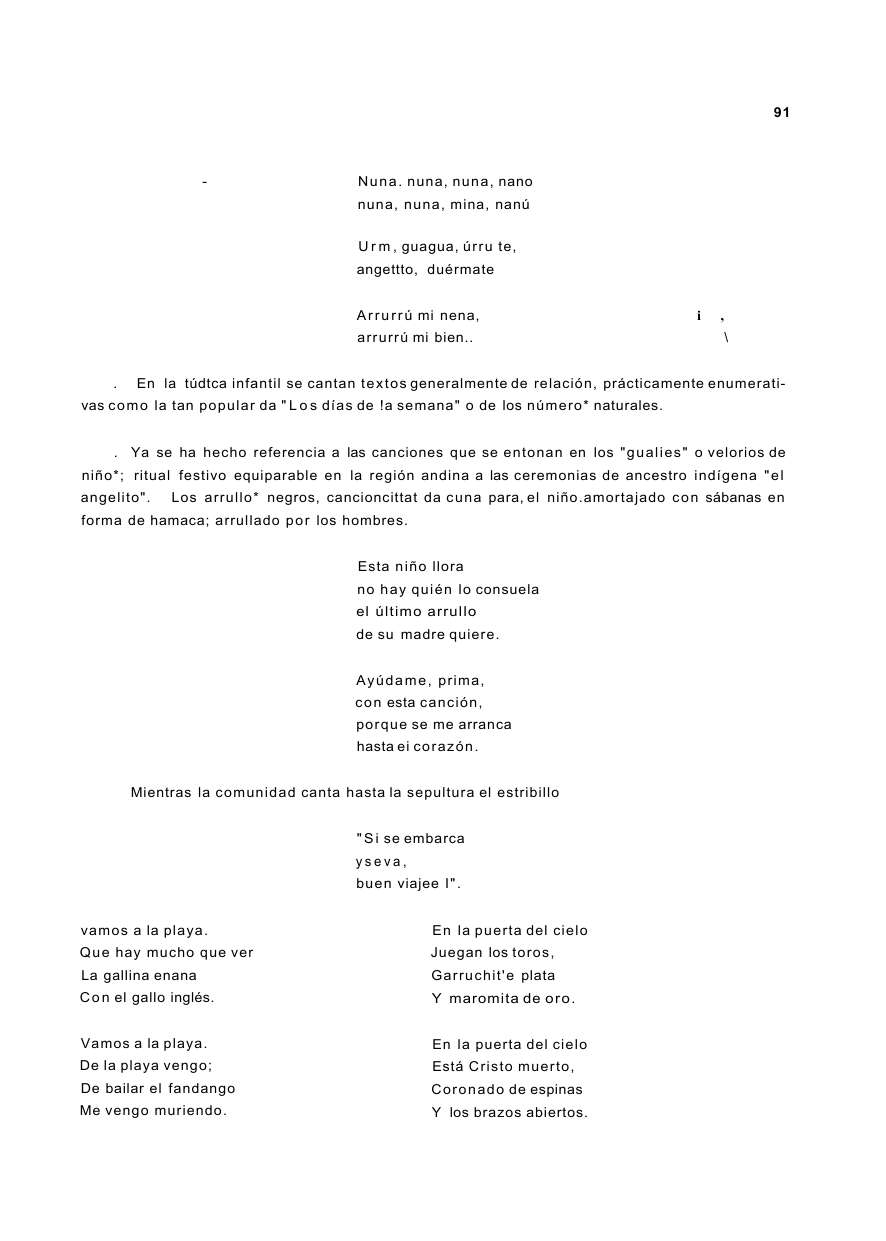 91
- Nuna. nuna, nuna, nano
nuna, nuna, mina, nanú
Urm, guagua, úrru te,
angettto, duérmate
Arrurrú mi nena, i ,
arrurrú mi bien.. \
. En la túdtca infantil se cantan textos generalmente de relación, prácticamente enumerati-
vas como la tan popular da "Los días de !a semana" o de los número* naturales.
. Ya se ha hecho referencia a las canciones que se entonan en los "gualies" o velorios de
niño*; ritual festivo equiparable en la región andina a las ceremonias de ancestro indígena "el
angelito". Los arrullo* negros, cancioncittat da cuna para, el niño.amortajado con sábanas en
forma de hamaca; arrullado por los hombres.
Esta niño llora
no hay quién lo consuela
el último arrullo
de su madre quiere.
Ayúdame, prima,
con esta canción,
porque se me arranca
hasta ei corazón.
Mientras la comunidad canta hasta la sepultura el estribillo
"Si se embarca
y s e v a ,
buen viajee I".
vamos a la playa.
Que hay mucho que ver
La gallina enana
Con el gallo inglés.
Vamos a la playa.
De la playa vengo;
De bailar el fandango
Me vengo muriendo.
En la puerta del cielo
Juegan los toros,
Garruchit'e plata
Y maromita de oro.
En la puerta del cielo
Está Cristo muerto,
Coronado de espinas
Y los brazos abiertos.